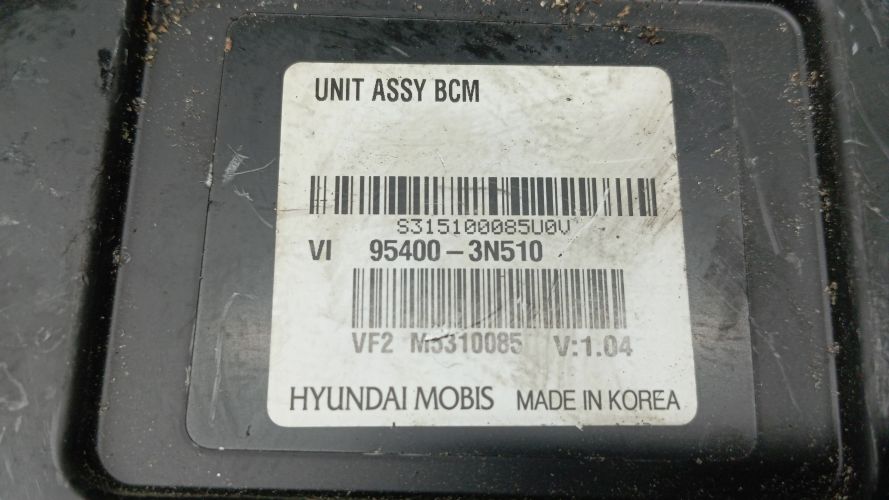 UNIT ASSY BCM
S315100085U0V
VI 95400-3N510
VF2 M5310085 V:1.04
HYUNDAI MOBIS MADE IN KOREA